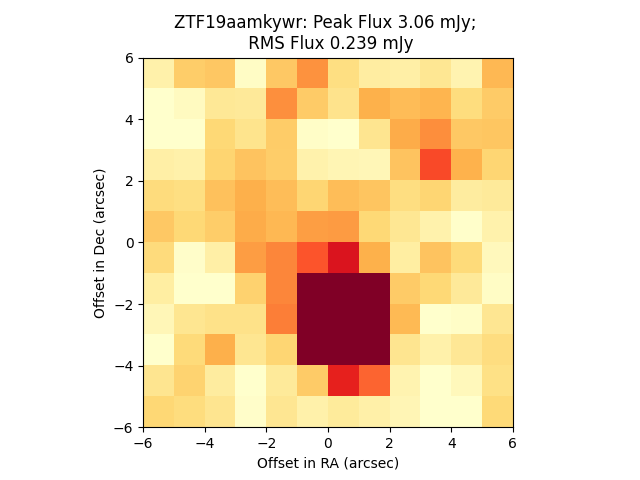 ZTF19aamkywr: Peak Flux 3.06 mJy;
RMS Flux 0.239 mJy
6
4
2
0
−2
−4
−6
Offset in Dec (arcsec)
−6 −4 −2 0 2 4 6
Offset in RA (arcsec)